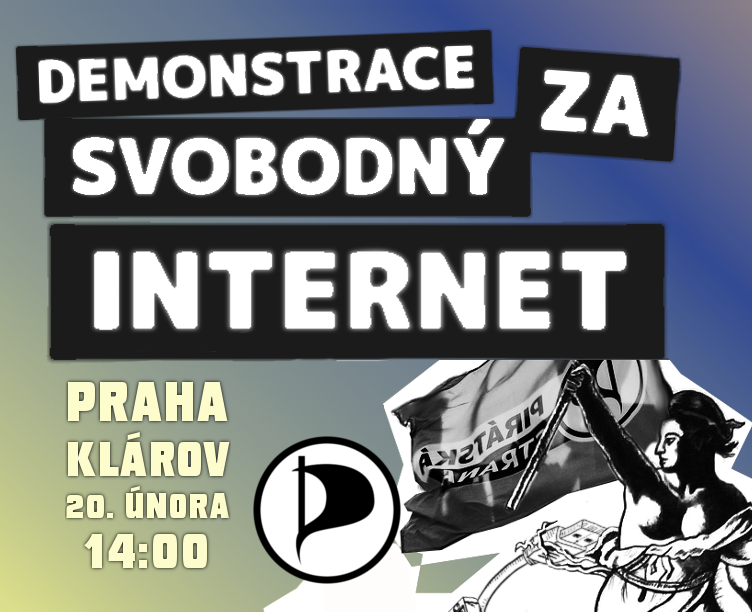 DEMONSTRACE
ZA
SVOBODNÝ
INTERNET
PRAHA
KLÁROV
20. ÚNORA
14:00
PIRÁTSKÁ
STRANA